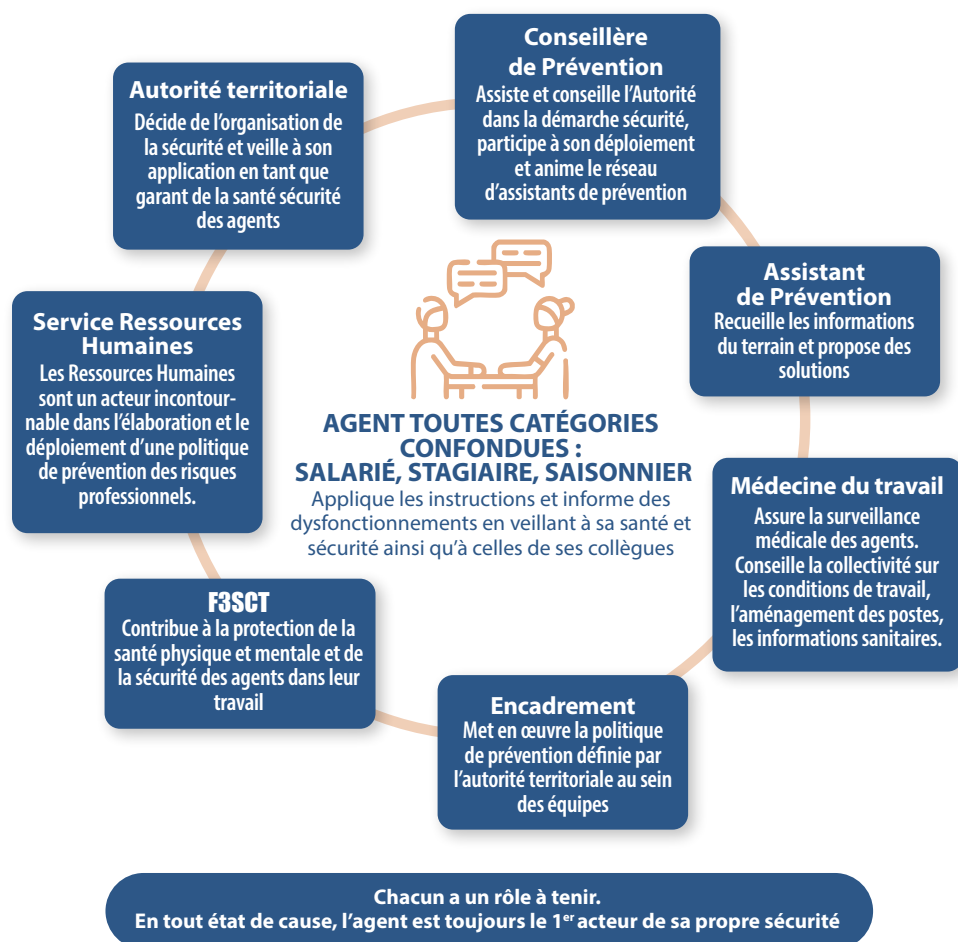 Conseillère
de Prévention
Assiste et conseille l'Autorité
dans la démarche sécurité,
participe à son déploiement
et anime le réseau
d'assistants de prévention
Autorité territoriale
Décide de l'organisation de
la sécurité et veille à son
application en tant que
garant de la santé sécurité
des agents
Assistant
de Prévention
Recueille les informations
du terrain et propose des
solutions
Service Ressources
Humaines
Les Ressources Humaines
sont un acteur incontour-
nable dans l'élaboration et le
déploiement d'une politique
de prévention des risques
professionnels.
AGENT TOUTES CATÉGORIES
CONFONDUES :
SALARIÉ, STAGIAIRE, SAISONNIER
Applique les instructions et informe des
dysfonctionnements en veillant à sa santé et
sécurité ainsi qu'à celles de ses collègues
Médecine du travail
Assure la surveillance
médicale des agents.
Conseille la collectivité sur
les conditions de travail,
l'aménagement des postes,
les informations sanitaires.
F3SCT
Contribue à la protection de la
santé physique et mentale et de
la sécurité des agents dans leur
travail
Encadrement
Met en œuvre la politique
de prévention définie par
l'autorité territoriale au sein
des équipes
Chacun a un rôle à tenir.
En tout état de cause, l'agent est toujours le 1er acteur de sa propre sécurité